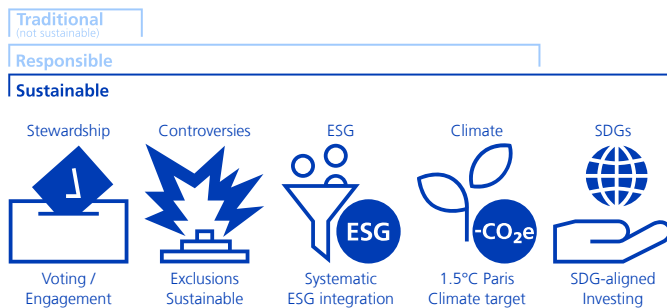 Traditional
(not sustainable)
Responsible
Sustainable
Stewardship Controversies ESG Climate SDGs
ESG -CO₂e
Voting / Exclusions Systematic 1.5°C Paris SDG-aligned
Engagement Sustainable ESG integration Climate target Investing